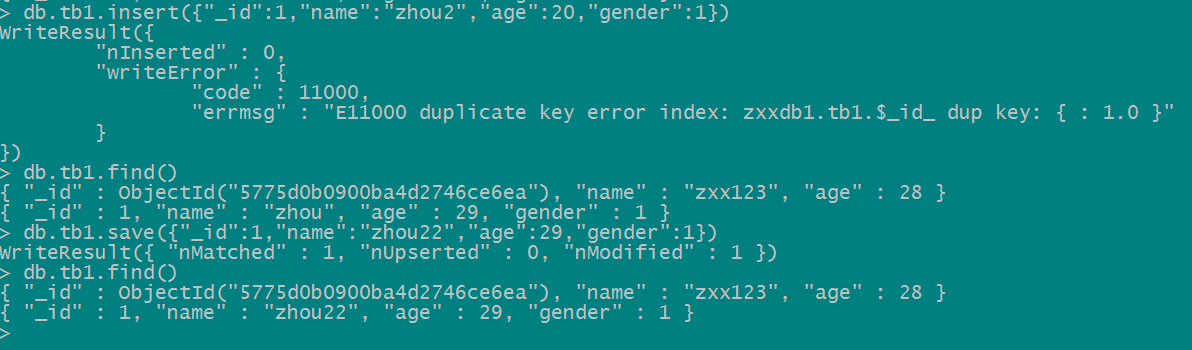 > db.tb1.insert({"_id":1,"name":"zhou2","age":20,"gender":1})
WriteResult({
        "nInserted" : 0,
        "writeError" : {
                "code" : 11000,
                "errmsg" : "E11000 duplicate key error index: zxxdb1.tb1.$_id_ dup key: { : 1.0 }"
        }
})
> db.tb1.find()
{ "_id" : ObjectId("5775d0b0900ba4d2746ce6ea"), "name" : "zxx123", "age" : 28 }
{ "_id" : 1, "name" : "zhou", "age" : 29, "gender" : 1 }
> db.tb1.save({"_id":1,"name":"zhou22","age":29,"gender":1})
WriteResult({ "nMatched" : 1, "nUpserted" : 0, "nModified" : 1 })
> db.tb1.find()
{ "_id" : ObjectId("5775d0b0900ba4d2746ce6ea"), "name" : "zxx123", "age" : 28 }
{ "_id" : 1, "name" : "zhou22", "age" : 29, "gender" : 1 }
>